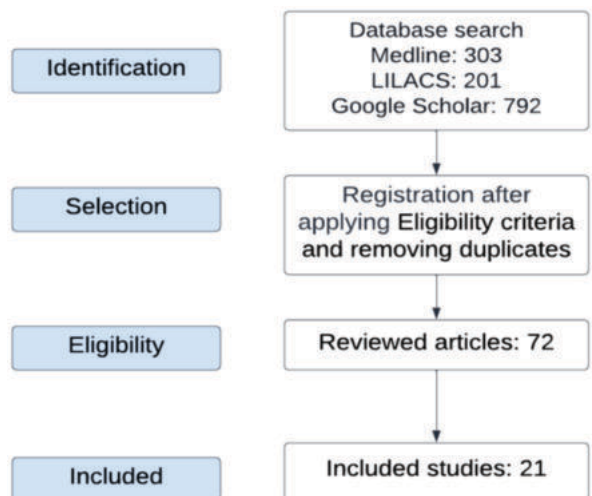 Identification
Database search
Medline: 303
LILACS: 201
Google Scholar: 792
Selection
Registration after
applying Eligibility criteria
and removing duplicates
Eligibility
Reviewed articles: 72
Included
Included studies: 21